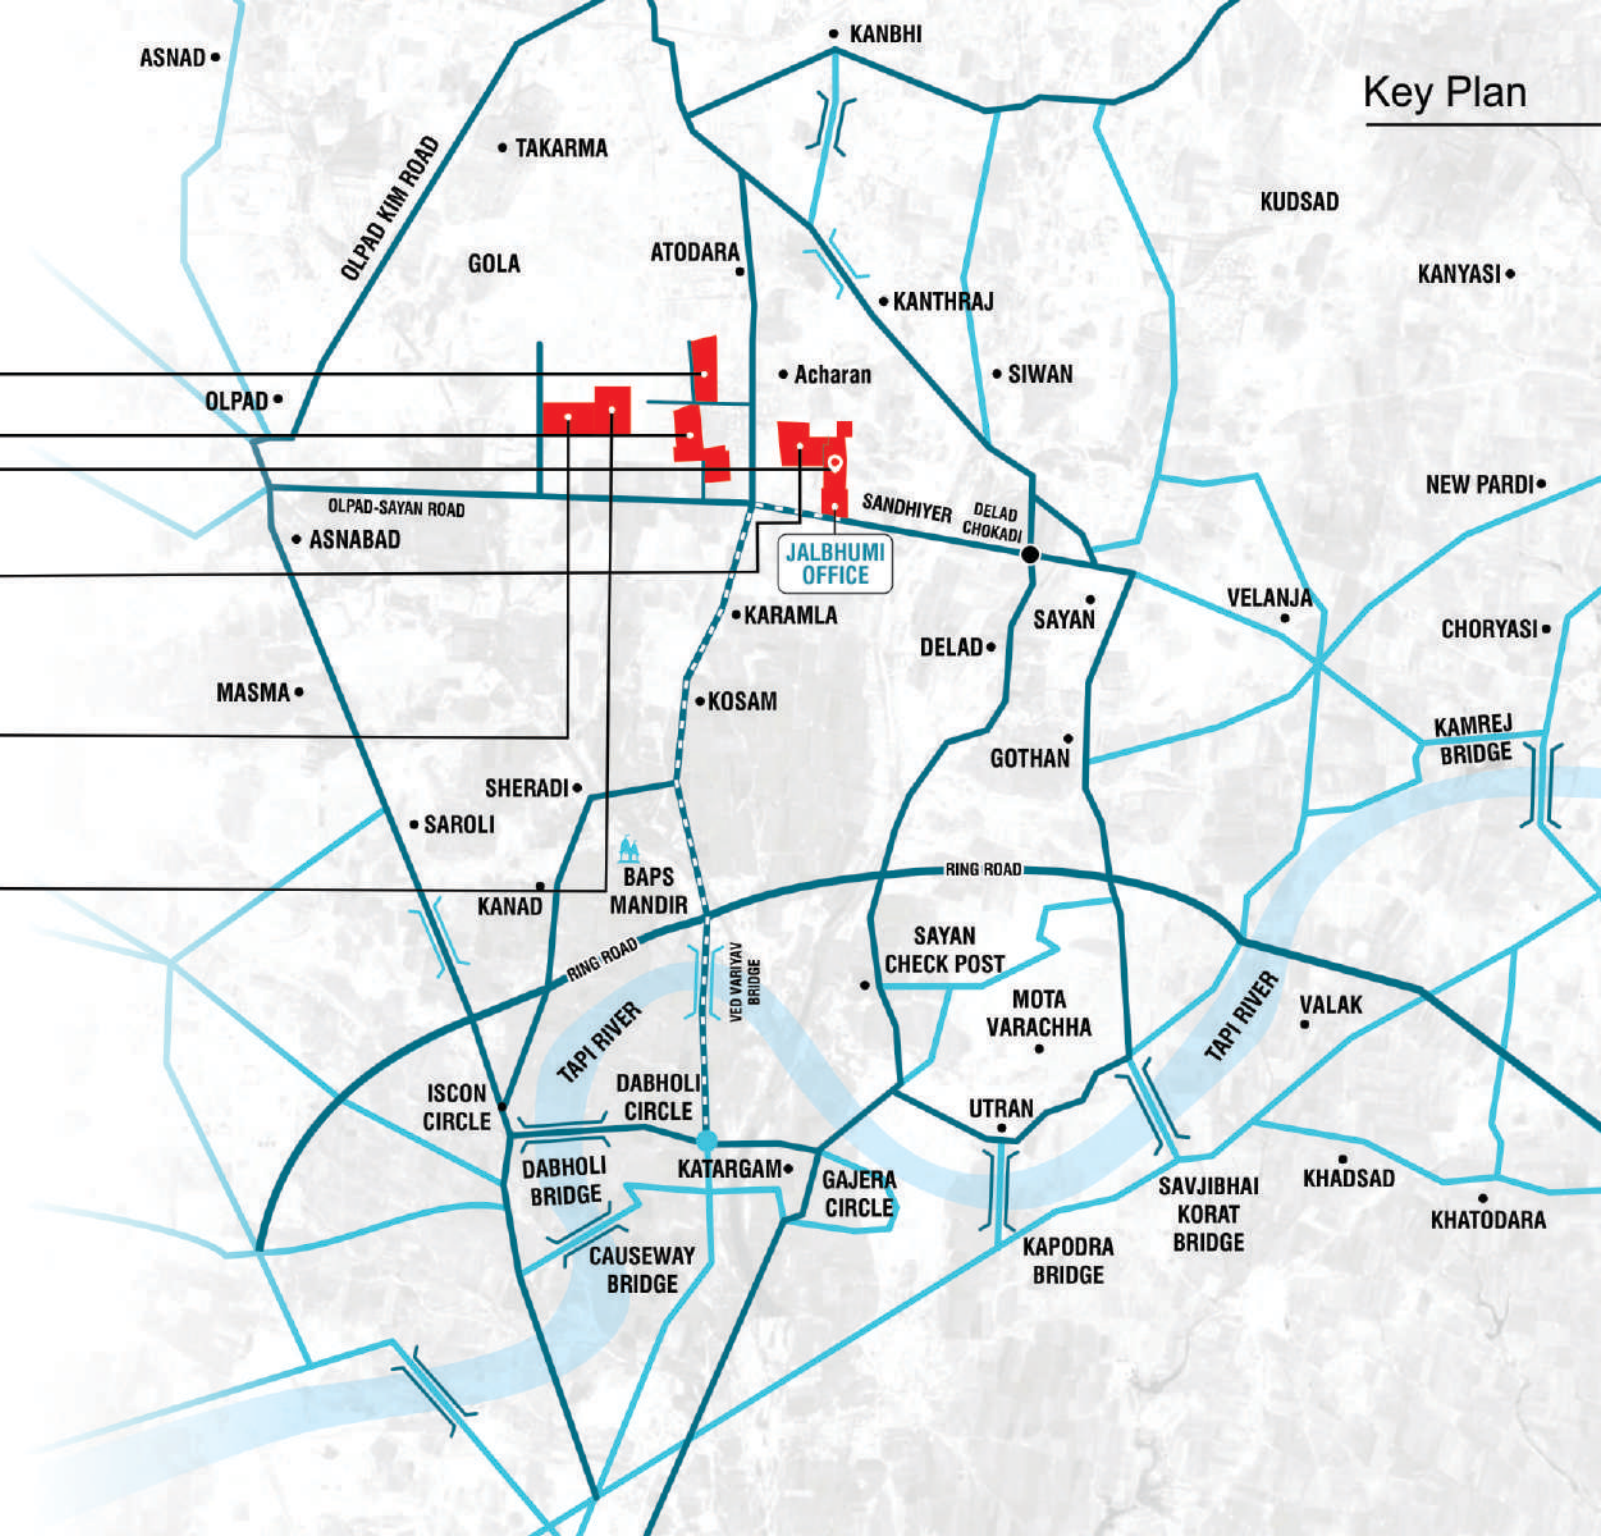 KANBHI
ASNAD
Key Plan
TAKARMA
OLPAD KIM ROAD
KUDSAD
GOLA
ATODARA
KANYASI
KANTHRAJ
Acharan
SIWAN
OLPAD
NEW PARDI
OLPAD-SAYAN ROAD
SANDHIYER
DELAD
CHOKADI
ASNABAD
JALBHUMI
OFFICE
VELANJA
KARAMLA
SAYAN
CHORYASI
DELAD
MASMA
KOSAM
KAMREJ
BRIDGE
GOTHAN
SHERADI
SAROLI
RING ROAD
BAPS
MANDIR
KANAD
RING ROAD
SAYAN
CHECK POST
VED VARIYAV
BRIDGE
MOTA
VARACHHA
VALAK
TAPI RIVER
TAPI RIVER
ISCON
CIRCLE
DABHOLI
CIRCLE
UTRAN
DABHOLI
BRIDGE
KATARGAM
GAJERA
CIRCLE
SAVJIBHAI
KORAT
BRIDGE
KHADSAD
KHATODARA
CAUSEWAY
BRIDGE
KAPODRA
BRIDGE